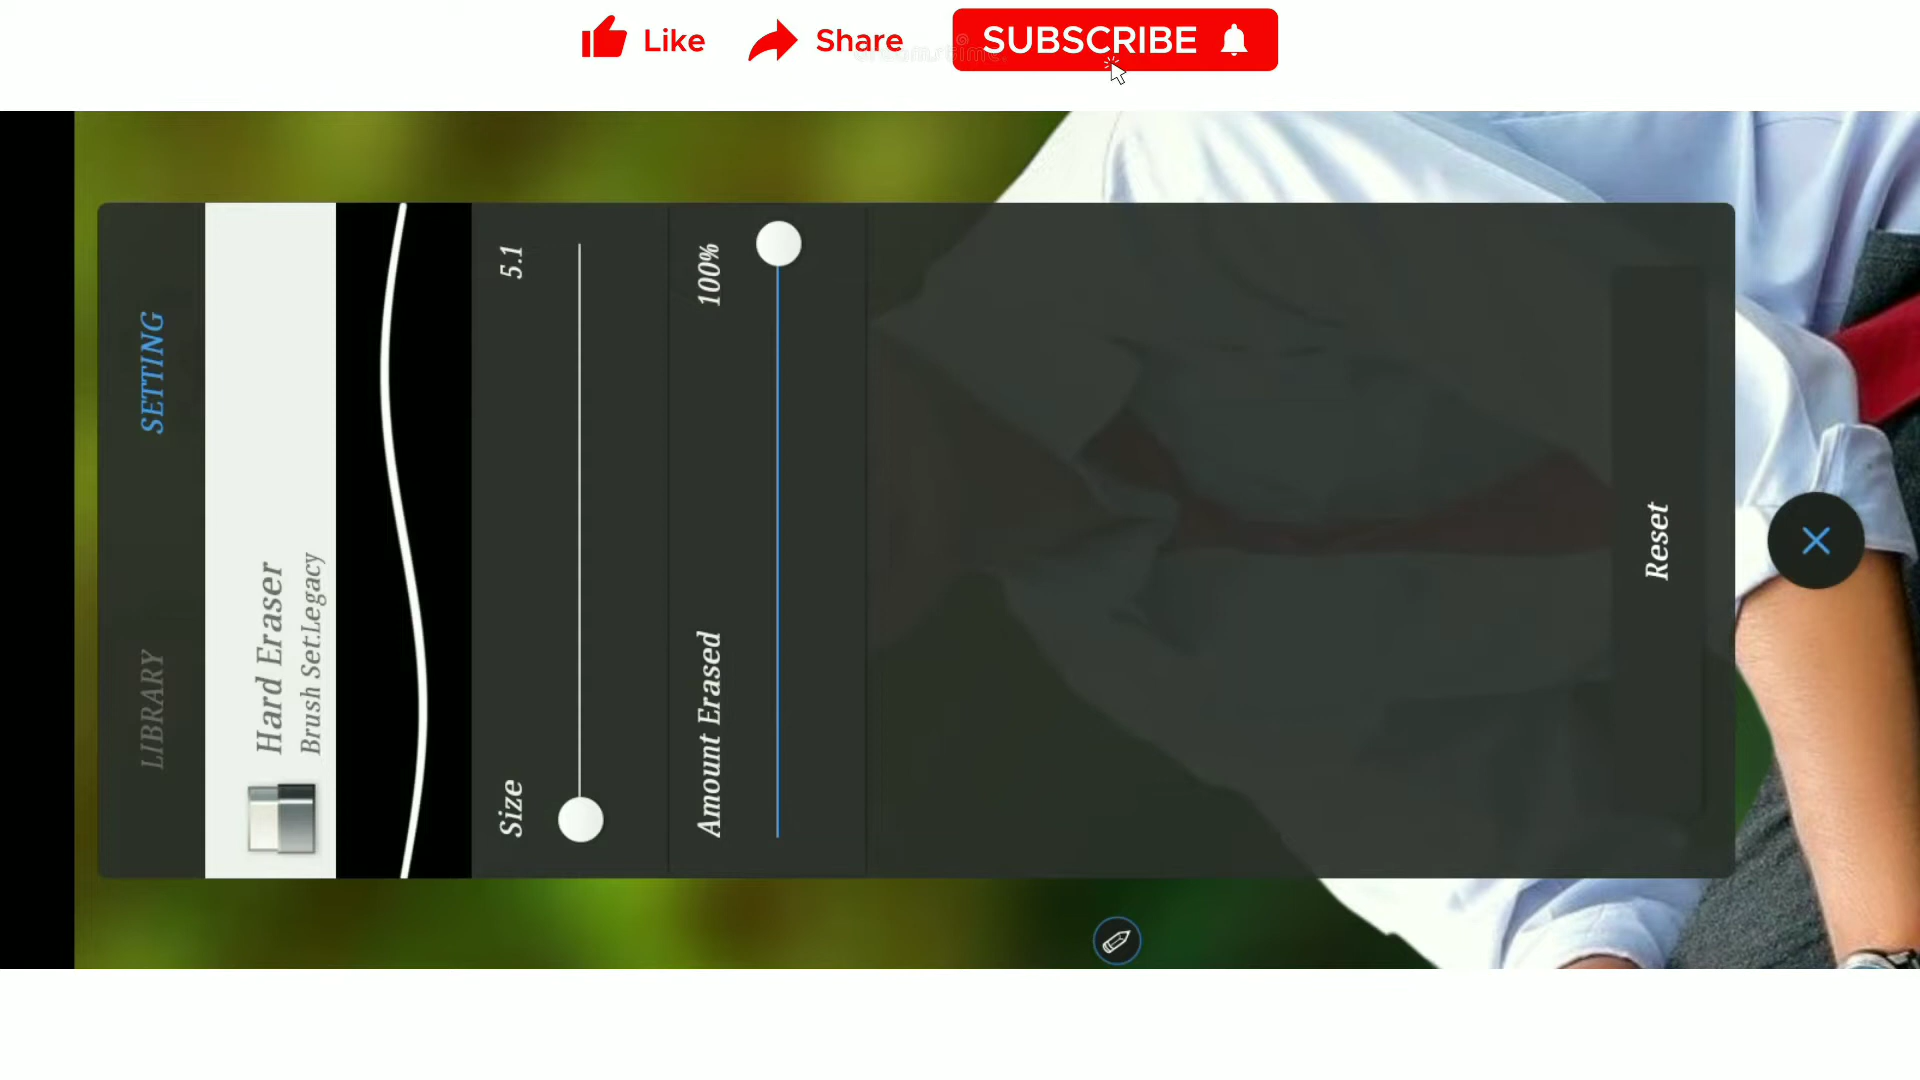 Like
Share
SUBSCRIBE
LIBRARY
SETTING
Hard Eraser
Brush Set:Legacy
Size
5.1
Amount Erased
100%
Reset